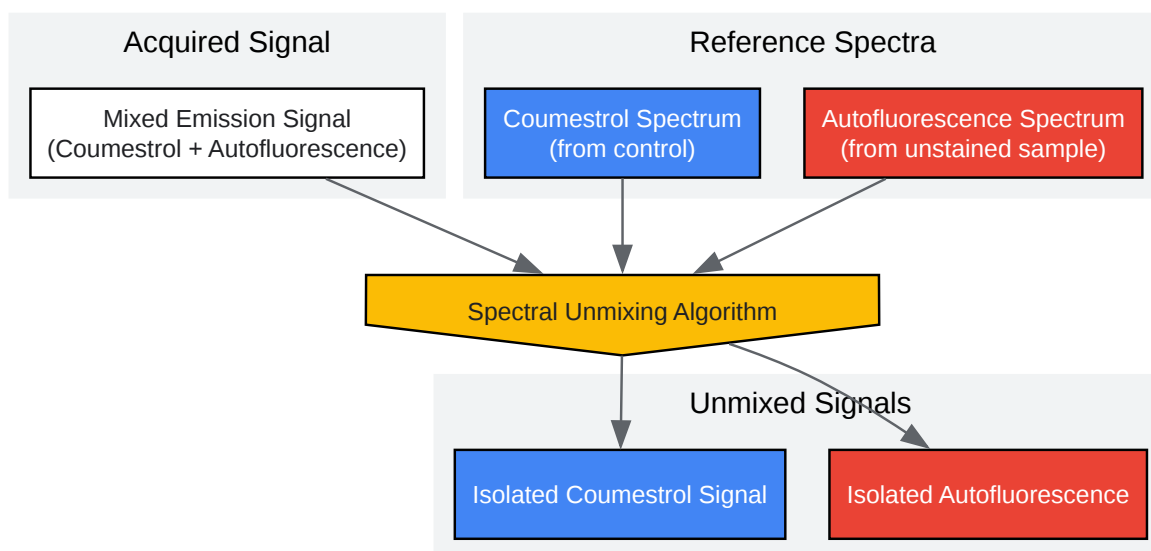 Acquired Signal
Reference Spectra
Mixed Emission Signal
(Coumestrol + Autofluorescence)
Coumestrol Spectrum
(from control)
Autofluorescence Spectrum
(from unstained sample)
Spectral Unmixing Algorithm
Unmixed Signals
Isolated Coumestrol Signal
Isolated Autofluorescence